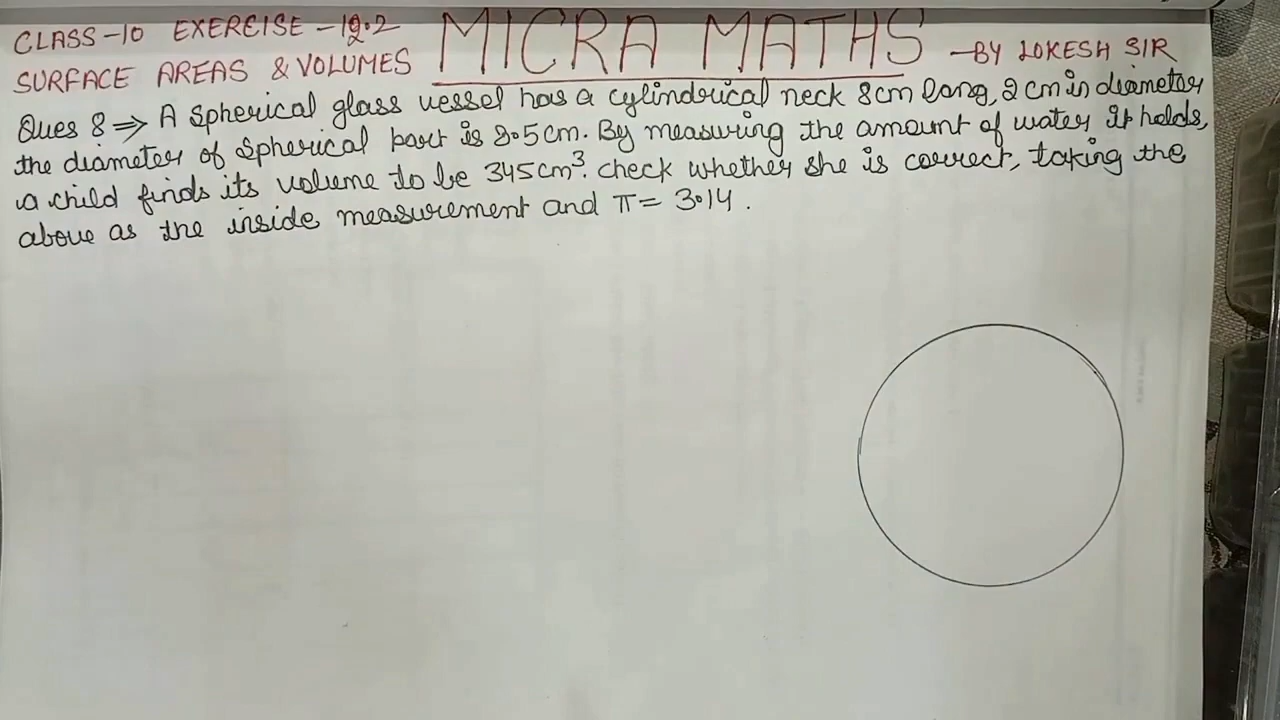 CLASS-10 EXERCISE-12.2 MICRA MATHS -BY LOKESH SIR
SURFACE AREAS & VOLUMES
Ques 8 ⇒ A Spherical glass vessel has a cylindrical neck 8cm long, 2 cm in diameter
the diameter of spherical part is 8.5cm. By measuring the amount of water it holds,
a child finds its volume to be 345cm³. check whether she is correct, taking the
above as the inside measurement and π = 3.14.